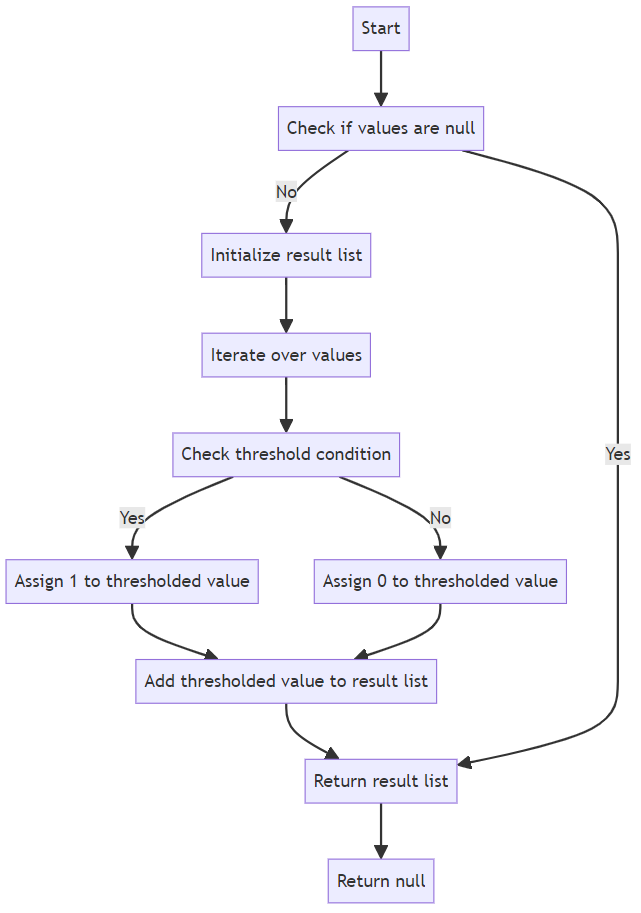 Start
Check if values are null
No
Initialize result list
Iterate over values
Check threshold condition
Yes
Yes
No
Assign 1 to thresholded value
Assign 0 to thresholded value
Add thresholded value to result list
Return result list
Return null